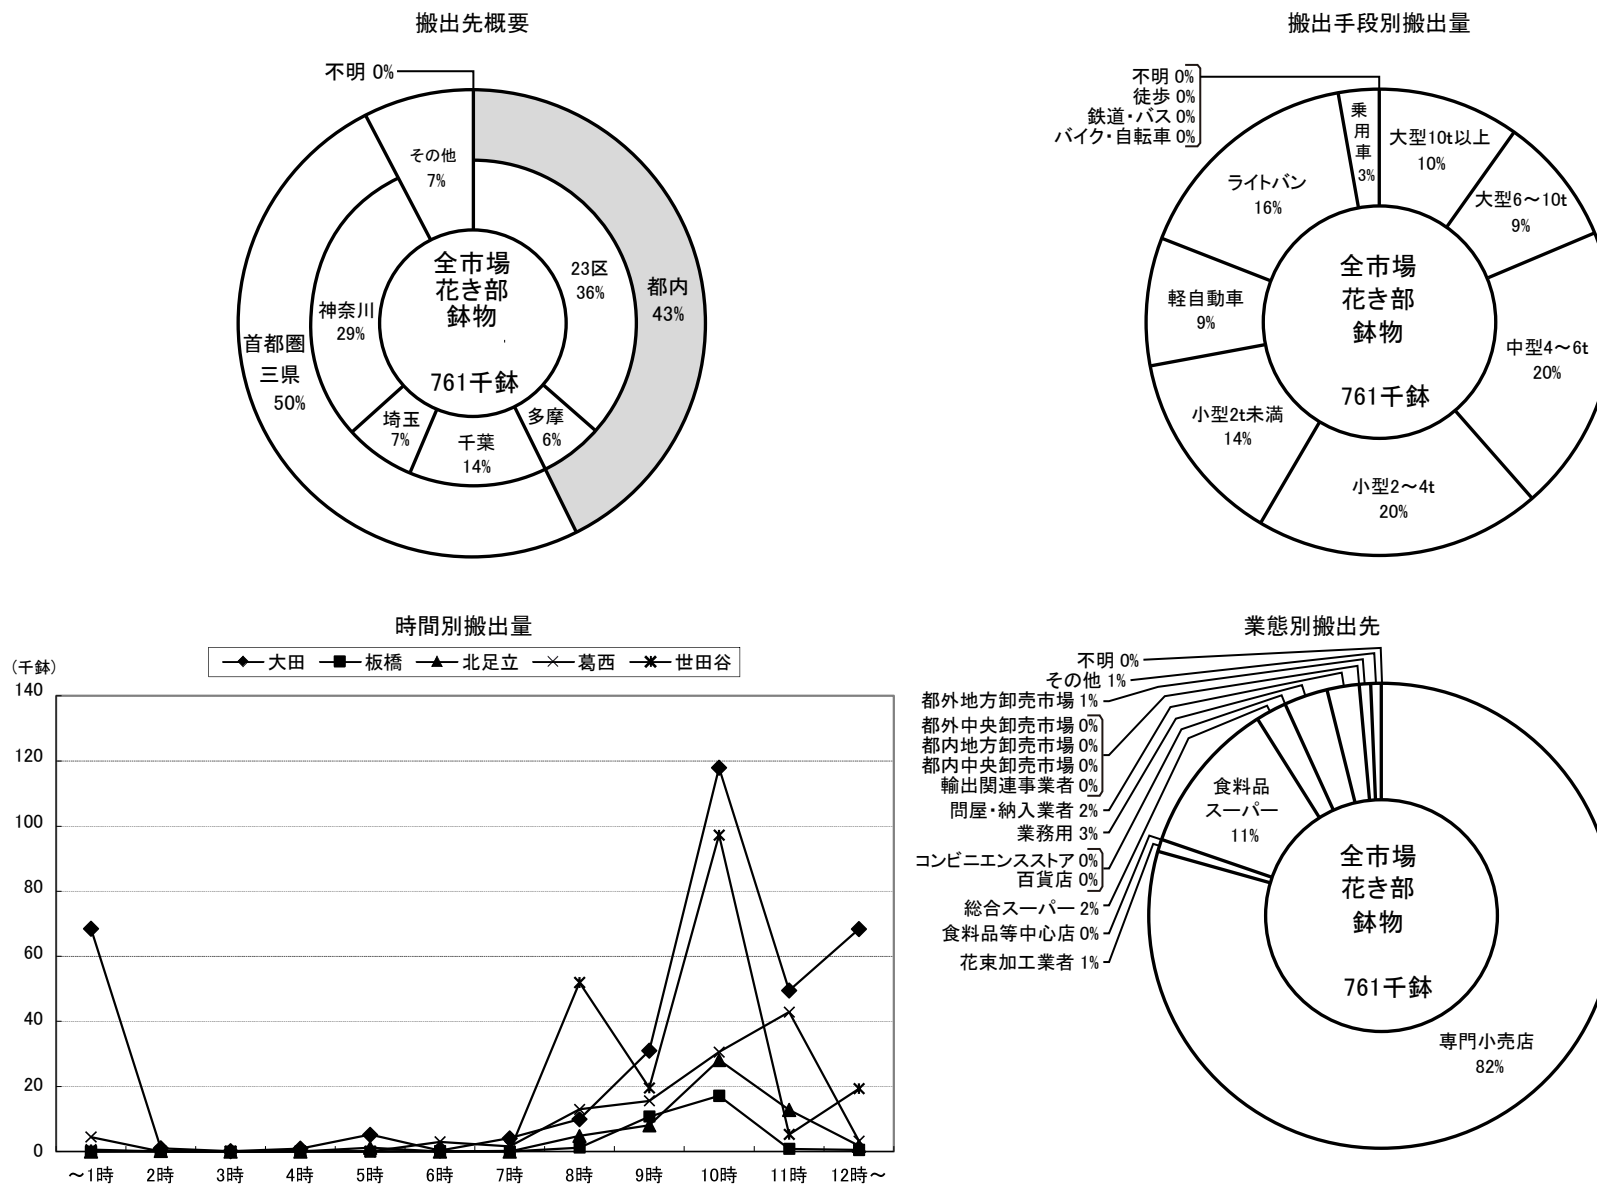 搬出先概要
不明 0%
その他
7%
23区
36%
都内
43%
神奈川
29%
首都圏
三県
50%
埼玉
7%
千葉
14%
多摩
6%
全市場
花き部
鉢物
761千鉢
搬出手段別搬出量
不明 0%
徒歩 0%
鉄道・バス 0%
バイク・自転車 0%
乗用車
3%
大型10t以上
10%
大型6～10t
9%
中型4～6t
20%
小型2～4t
20%
小型2t未満
14%
軽自動車
9%
ライトバン
16%
全市場
花き部
鉢物
761千鉢
時間別搬出量
（千鉢）
大田 板橋 北足立 葛西 世田谷
140
120
100
80
60
40
20
0
～1時 2時 3時 4時 5時 6時 7時 8時 9時 10時 11時 12時～
業態別搬出先
不明 0%
その他 1%
都外地方卸売市場 1%
都外中央卸売市場 0%
都内地方卸売市場 0%
都内中央卸売市場 0%
輸出関連事業者 0%
問屋・納入業者 2%
業務用 3%
コンビニエンスストア 0%
百貨店 0%
総合スーパー 2%
食料品等中心店 0%
花束加工業者 1%
食料品
スーパー
11%
専門小売店
82%
全市場
花き部
鉢物
761千鉢